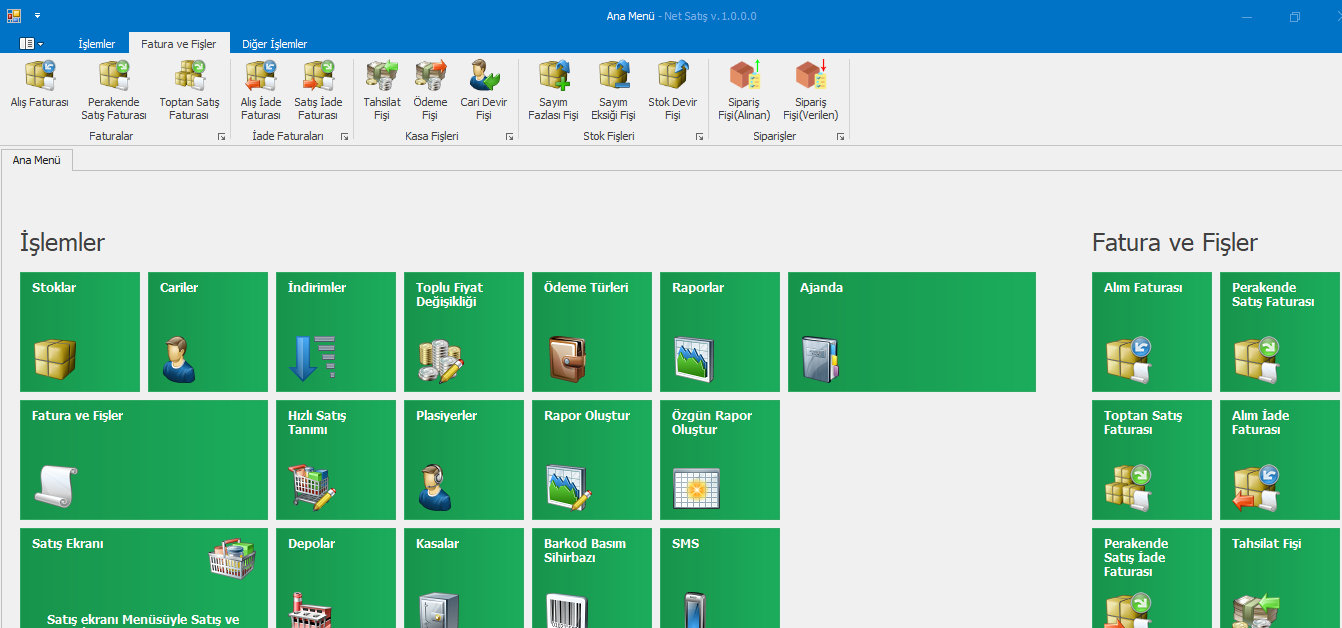 Ana Menü - Net Satış v. 1.0.0.0
İşlemler
Fatura ve Fişler
Diğer İşlemler
Alış Faturası
Perakende
Satış Faturası
Toptan Satış
Faturası
Faturalar
Alış İade
Faturası
Satış İade
Faturası
İade Faturaları
Tahsilat
Fişi
Ödeme
Fişi
Cari Devir
Fişi
Kasa Fişleri
Sayım
Fazlası Fişi
Sayım
Eksiği Fişi
Stok Devir
Fişi
Stok Fişleri
Sipariş
Fişi(Alınan)
Sipariş
Fişi(Verilen)
Siparişler
Ana Menü
İşlemler
Stoklar
Cariler
İndirimler
Toplu Fiyat
Değişikliği
Ödeme Türleri
Raporlar
Ajanda
Fatura ve Fişler
Hızlı Satış
Tanımı
Plasiyerler
Rapor Oluştur
Özgün Rapor
Oluştur
Satış Ekranı
Satış ekranı Menüsüyle Satış ve
Depolar
Kasalar
Barkod Basım
Sihirbazı
SMS
Fatura ve Fişler
Alım Faturası
Perakende
Satış Faturası
Toptan Satış
Faturası
Alım İade
Faturası
Perakende
Satış İade
Faturası
Tahsilat Fişi